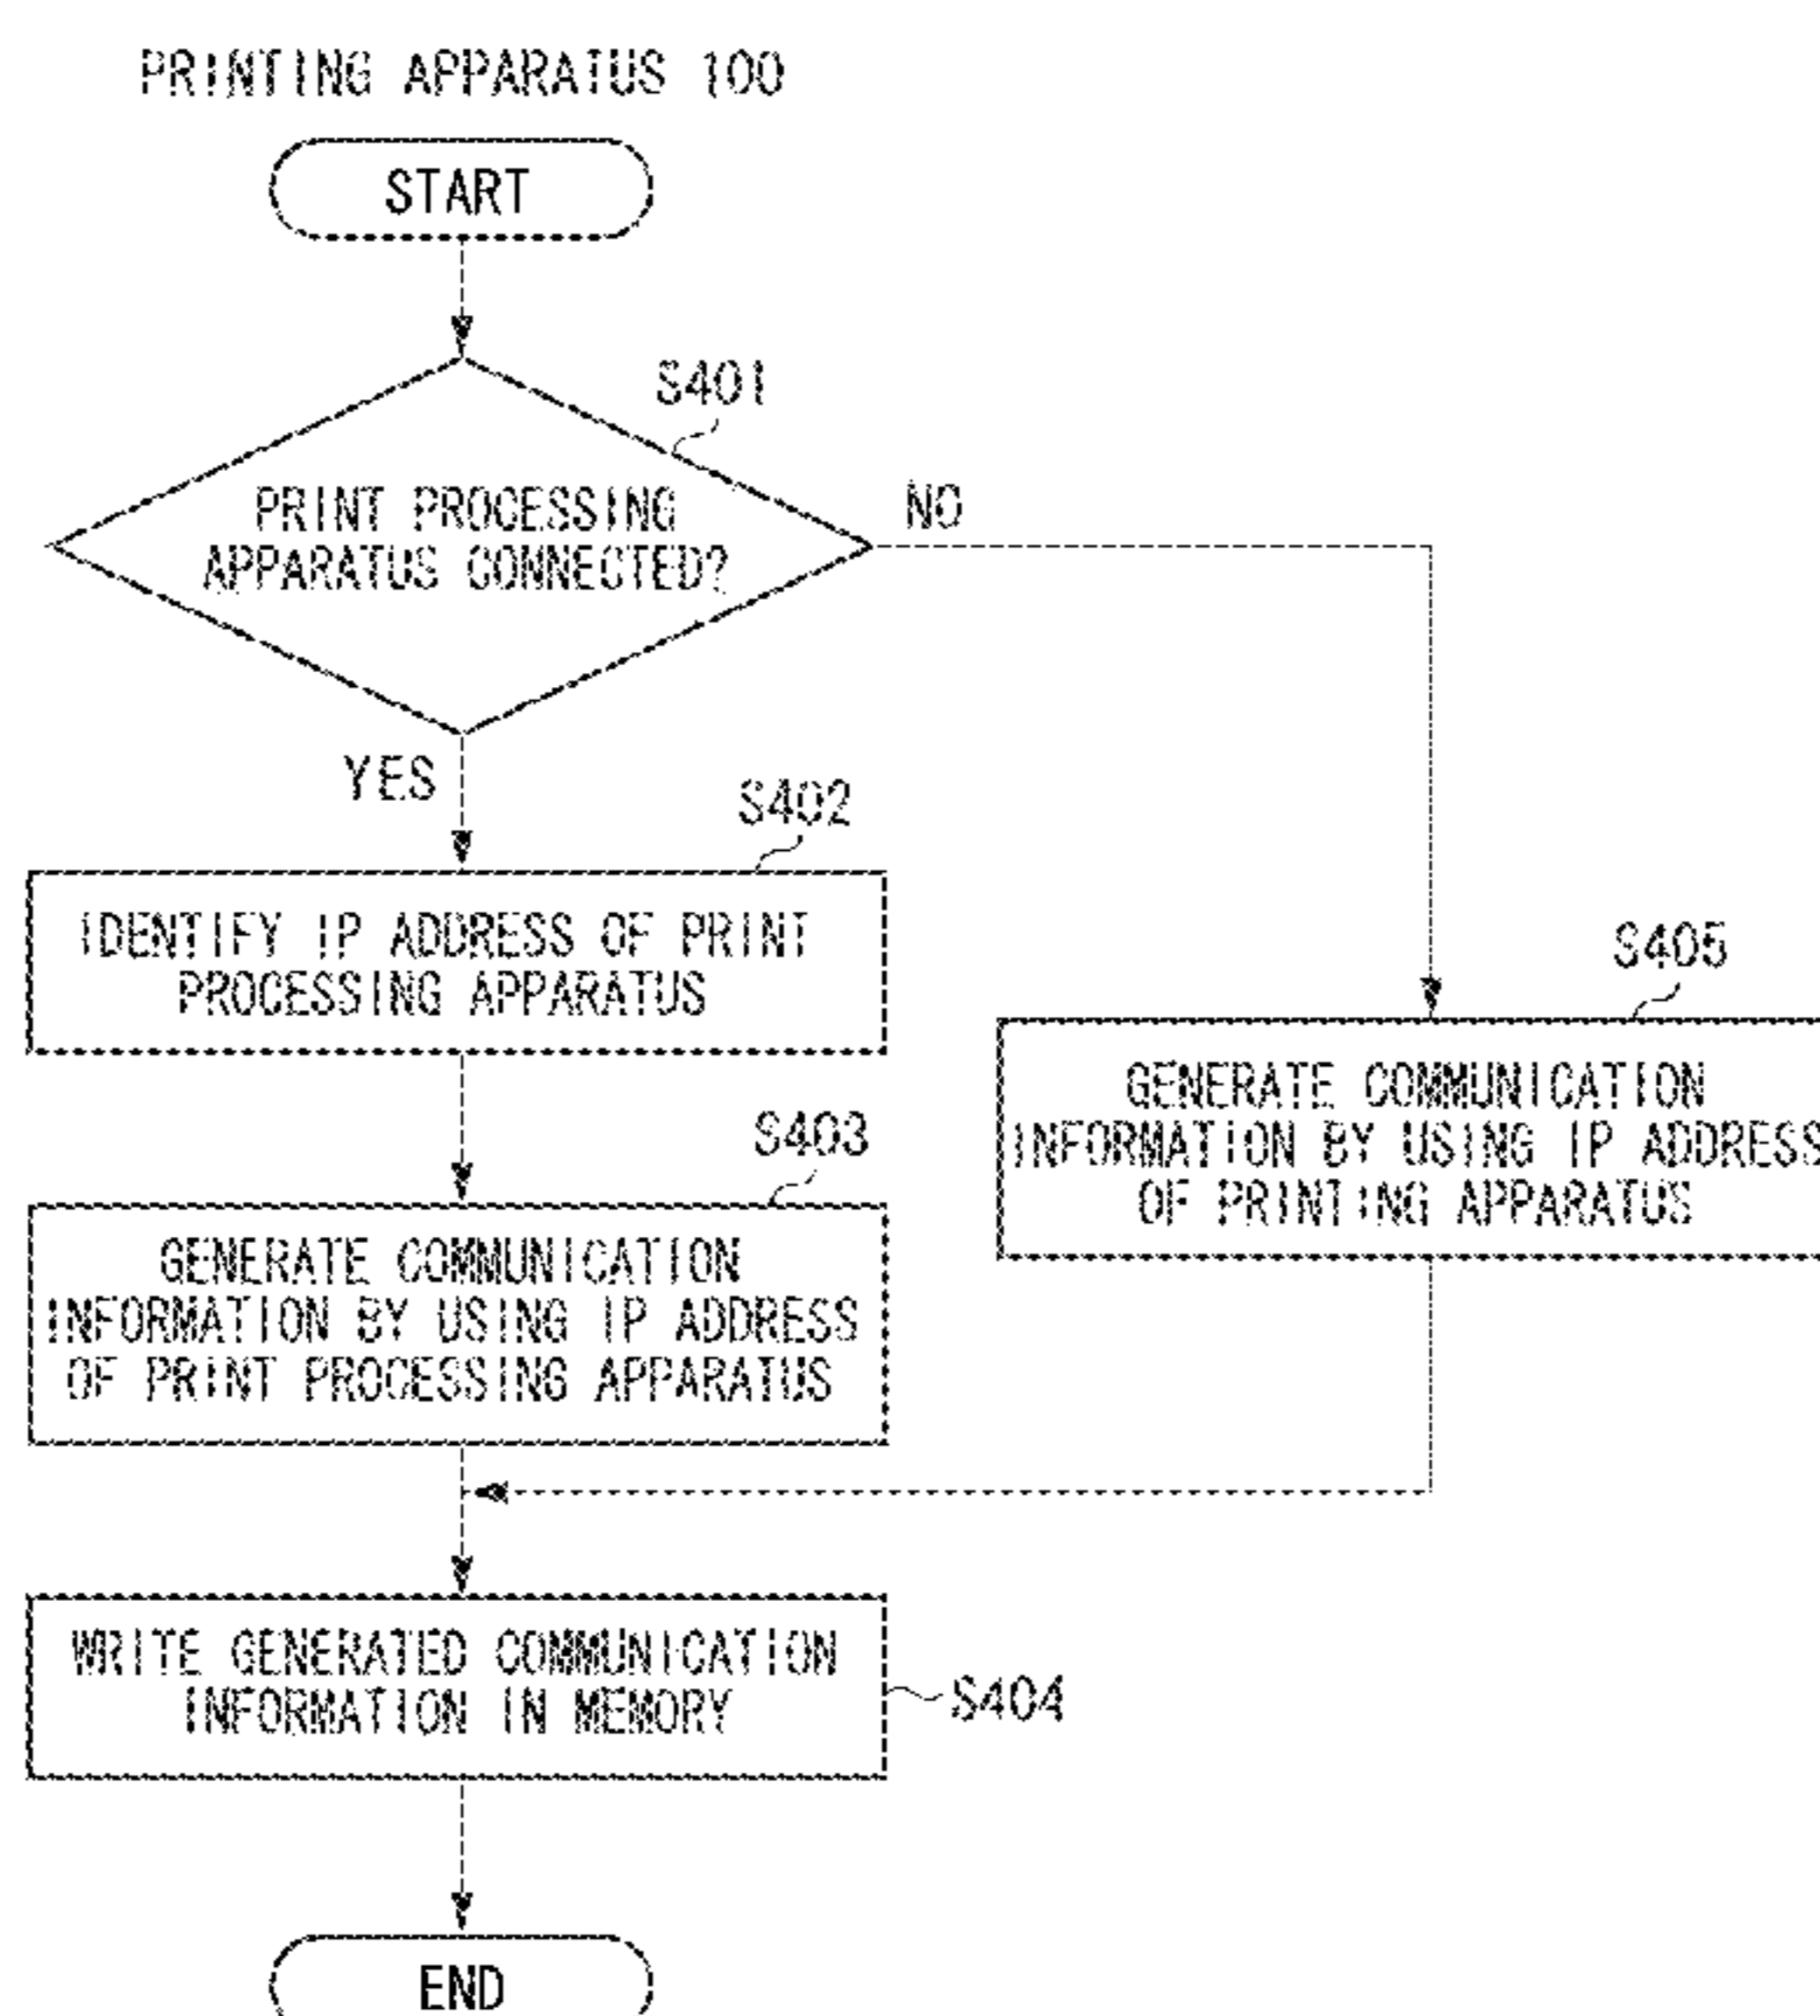 PRINTING APPARATUS 100
START
S401
PRINT PROCESSING
APPARATUS CONNECTED?
NO
YES
S402
IDENTIFY IP ADDRESS OF PRINT
PROCESSING APPARATUS
S405
GENERATE COMMUNICATION
INFORMATION BY USING IP ADDRESS
OF PRINTING APPARATUS
S403
GENERATE COMMUNICATION
INFORMATION BY USING IP ADDRESS
OF PRINT PROCESSING APPARATUS
WRITE GENERATED COMMUNICATION
INFORMATION IN MEMORY
S404
END